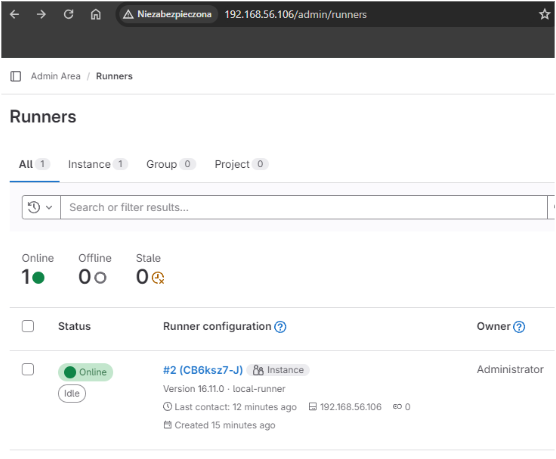 Niezabezpieczona 192.168.56.106/admin/runners
Admin Area / Runners
Runners
All 1 Instance 1 Group 0 Project 0
Search or filter results...
Online Offline Stale
1 0 0
Status Runner configuration Owner
Online #2 (CB6ksz7-J) Instance Administrator
Idle Version 16.11.0 · local-runner
Last contact: 12 minutes ago 192.168.56.106 0
Created 15 minutes ago